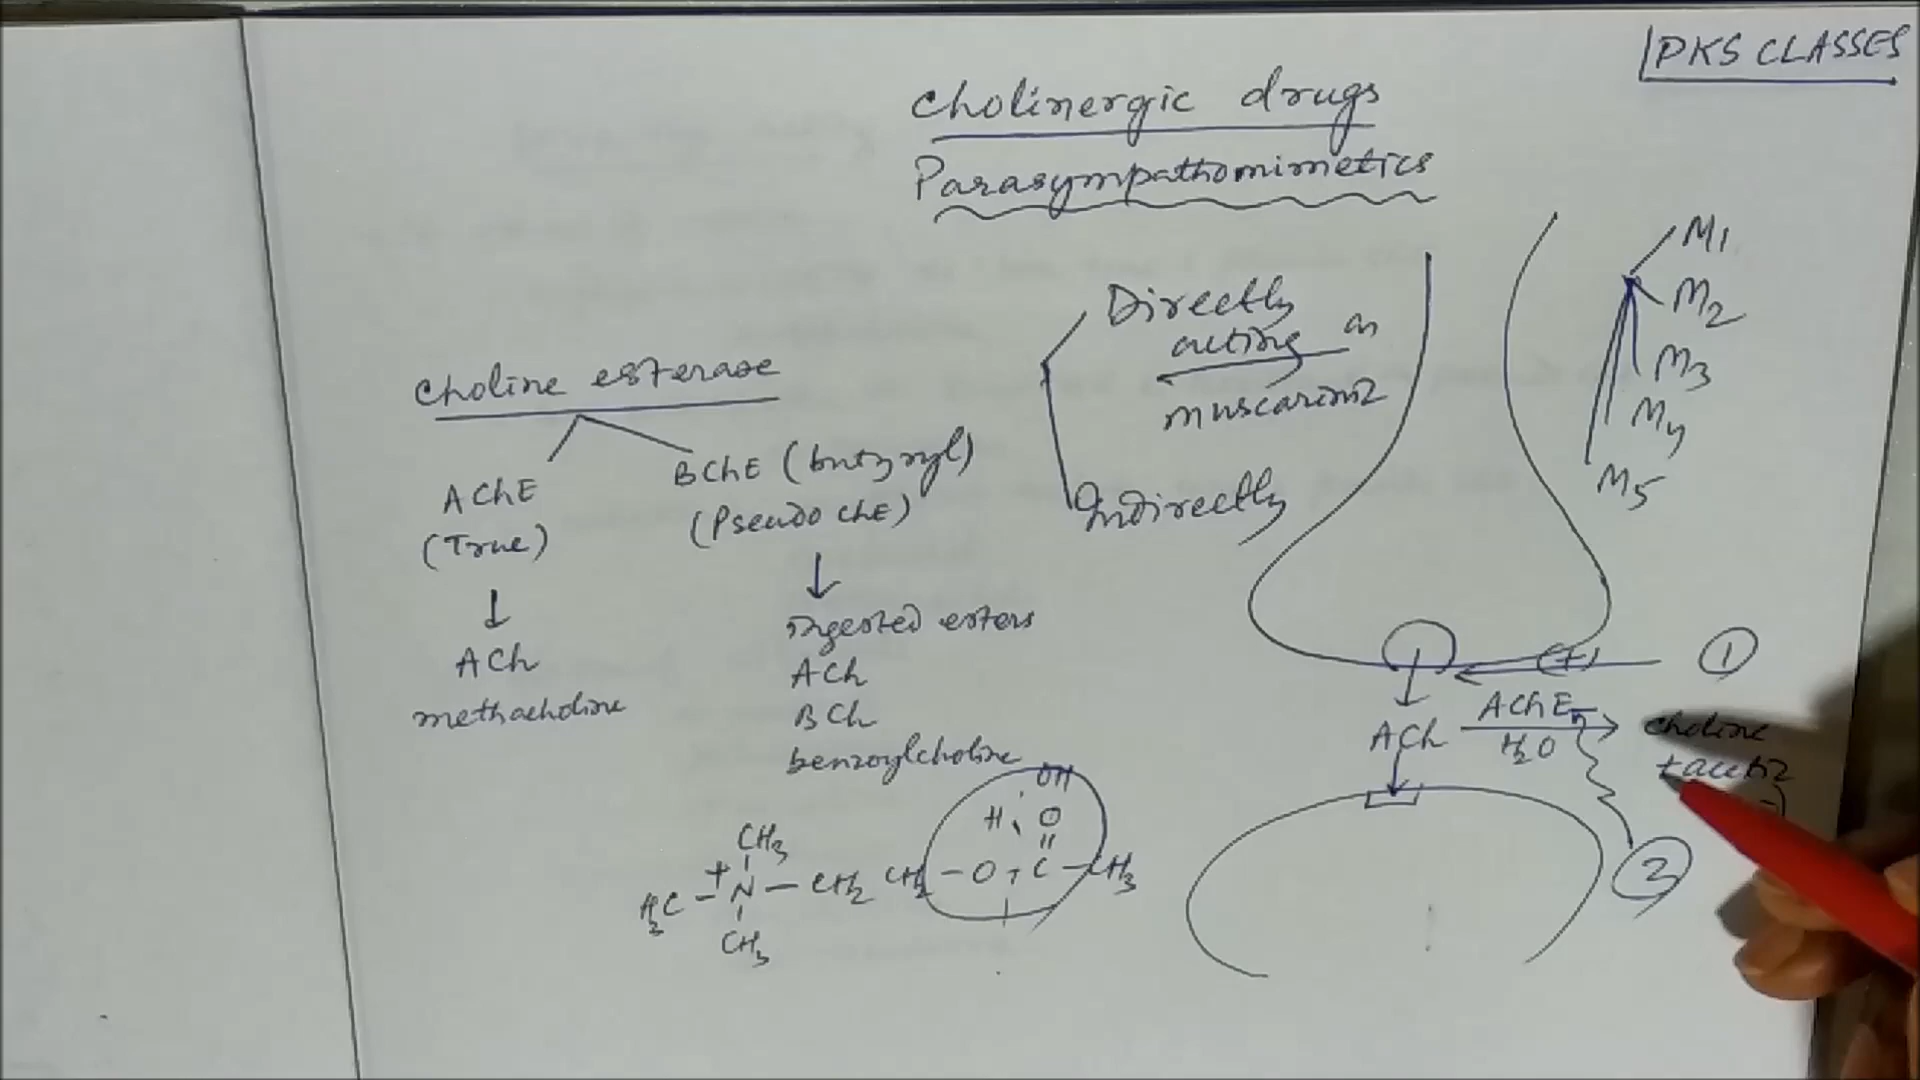 PKS CLASSES
Cholinergic drugs
Parasympathomimetics
Directly
acting on
muscarinic
Indirectly
M1
M2
M3
M4
M5
Choline esterase
AChE
(True)
ACh
methacholine
BChE (butyryl)
(Pseudo ChE)
ingested esters
ACh
BCh
benzoylcholine
OH
H O
CH3
H3C - N+ - CH2 CH2 - O - C - CH3
CH3
(+)
1
ACh
AChE
H2O
choline
+ acetic
2